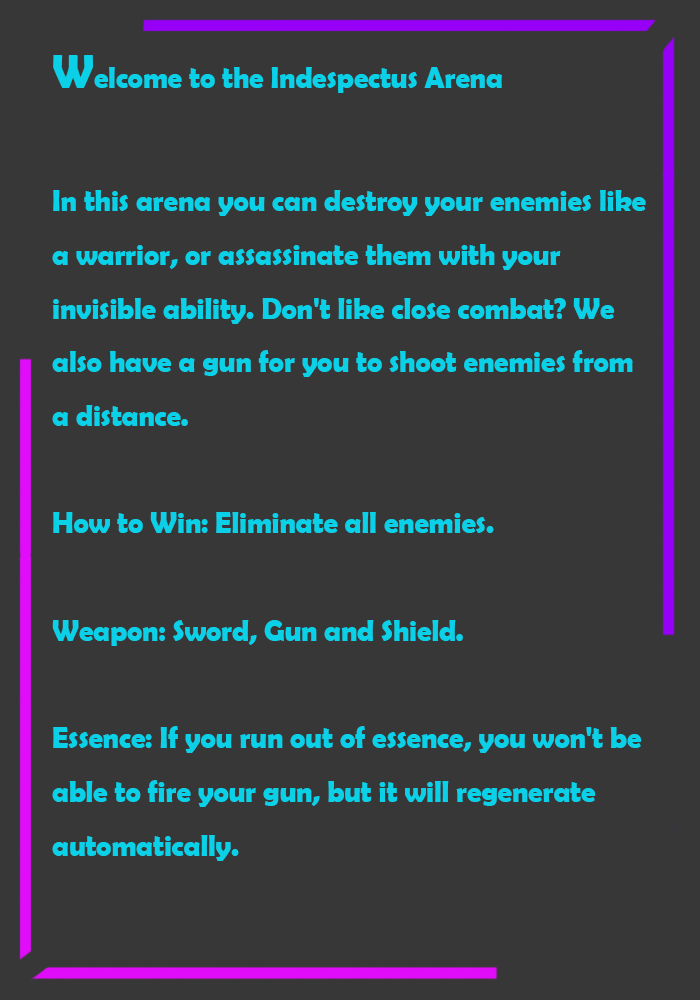 Welcome to the Indespectus Arena
In this arena you can destroy your enemies like
a warrior, or assassinate them with your
invisible ability. Don't like close combat? We
also have a gun for you to shoot enemies from
a distance.
How to Win: Eliminate all enemies.
Weapon: Sword, Gun and Shield.
Essence: If you run out of essence, you won't be
able to fire your gun, but it will regenerate
automatically.